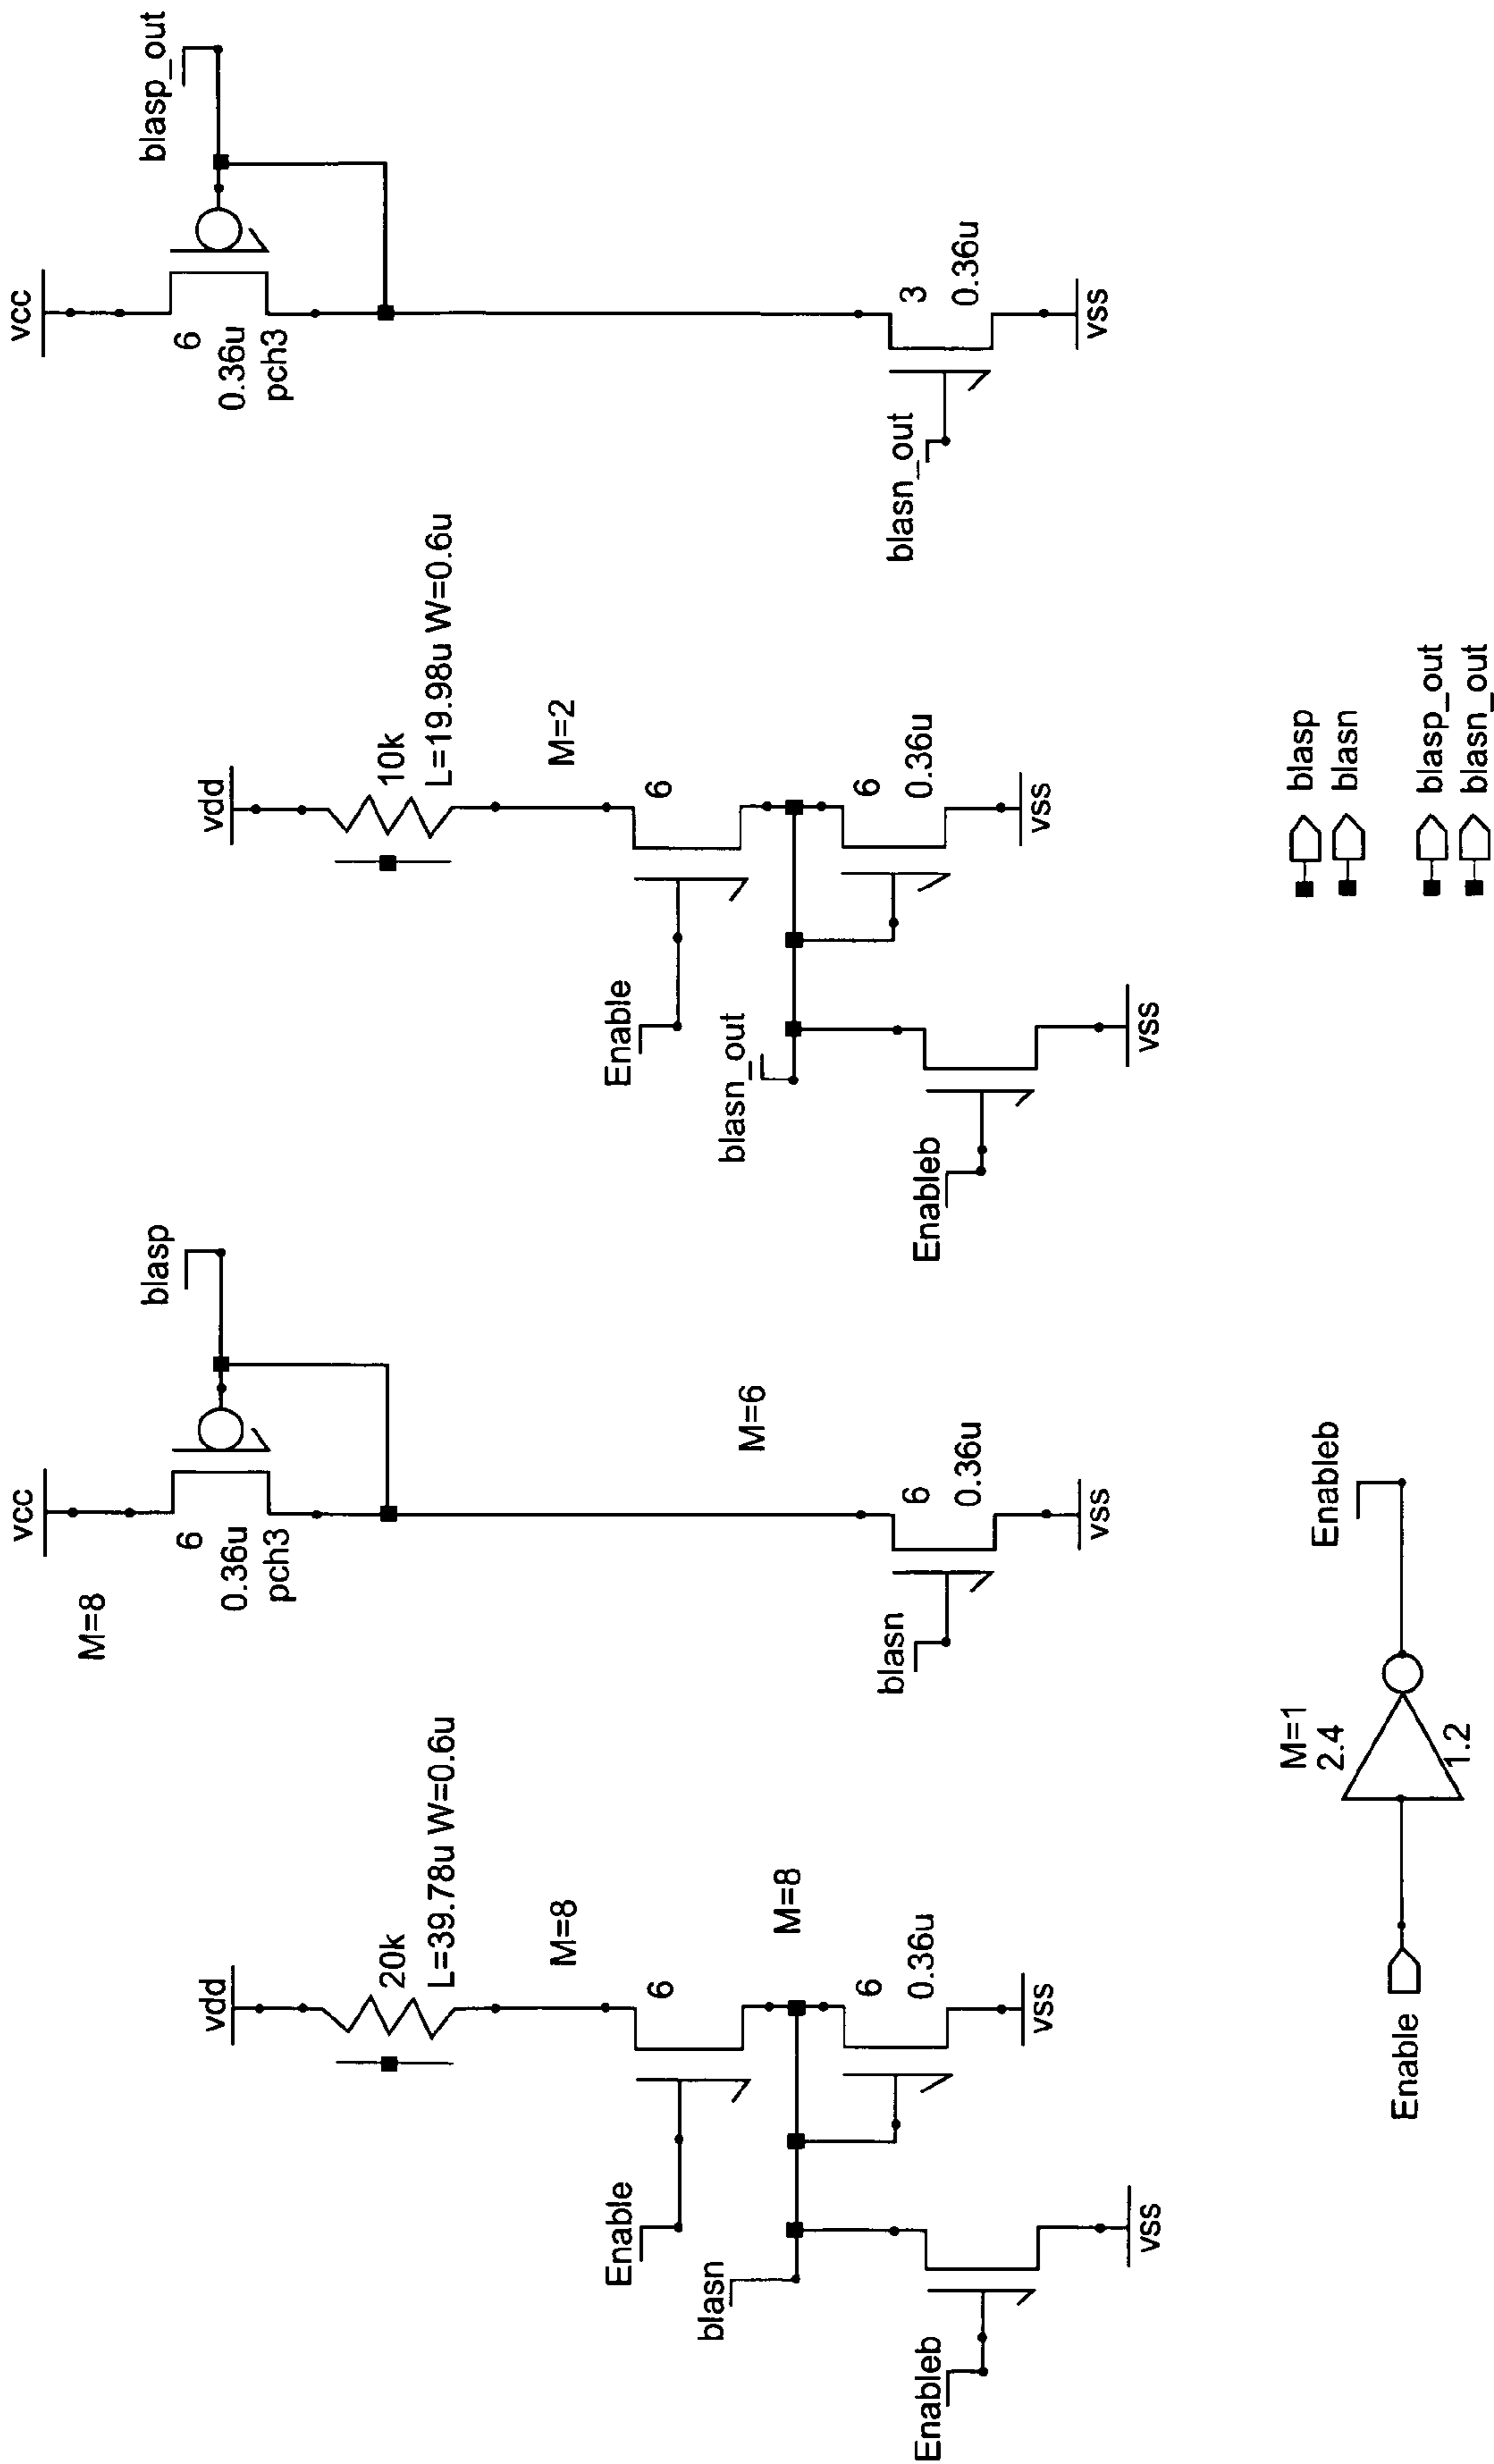 vdd
20k
L=39.78u W=0.6u
M=8
6
Enable
M=8
blasn
6
0.36u
vss
Enableb
vss
vcc
M=8
6
0.36u
pch3
blasp
M=6
blasn
6
0.36u
vss
vdd
10k
L=19.98u W=0.6u
M=2
6
Enable
blasn_out
6
0.36u
vss
Enableb
vss
vcc
6
0.36u
pch3
blasp_out
blasn_out
3
0.36u
vss
Enable
M=1
2.4
1.2
Enableb
blasp
blasn
blasp_out
blasn_out